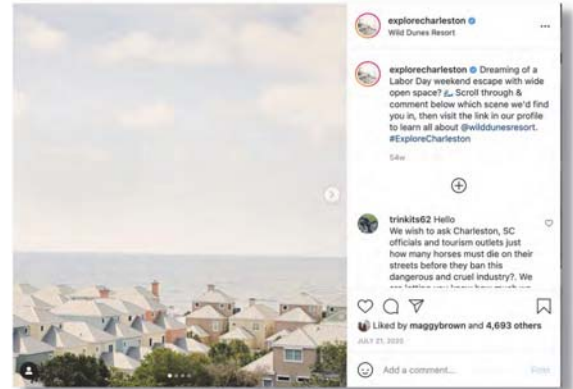 explorecharleston
Wild Dunes Resort
explorecharleston Dreaming of a
Labor Day weekend escape with wide
open space? Scroll through &
comment below which scene we'd find
you in, then visit the link in our profile
to learn all about @wilddunesresort.
#ExploreCharleston
54w
trinkits62 Hello
We wish to ask Charleston, SC
officials and tourism outlets just
how many horses must die on their
streets before they ban this
dangerous and cruel industry?. We
Liked by maggybrown and 4,693 others
JULY 21, 2020
Add a comment...
Post